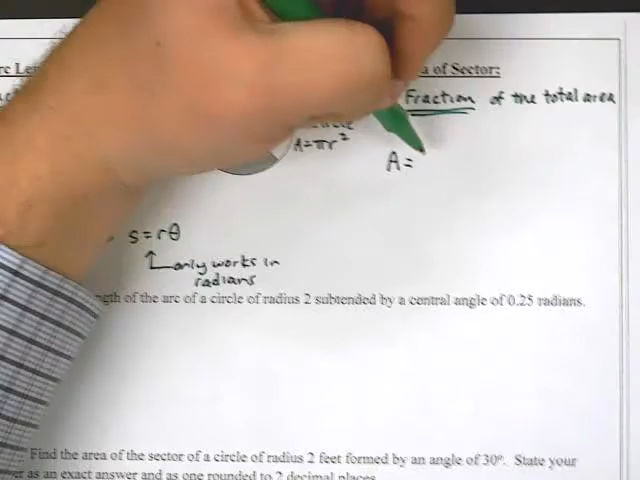 a of Sector:
Fraction of the total area
A=πr²
A=
s=rθ
only works in
radians
ngth of the arc of a circle of radius 2 subtended by a central angle of 0.25 radians.
Find the area of the sector of a circle of radius 2 feet formed by an angle of 30°. State your
er as an exact answer and as one rounded to 2 decimal places.